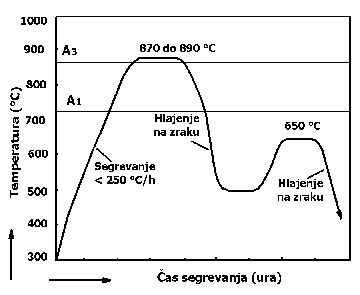 1000
A3
870 do 890 °C
900
800
A1
700
Hlajenje
na zraku
650 °C
600
Segrevanje
< 250 °C/h
500
Hlajenje
na zraku
400
300
Temperatura (°C)
Čas segrevanja (ura)